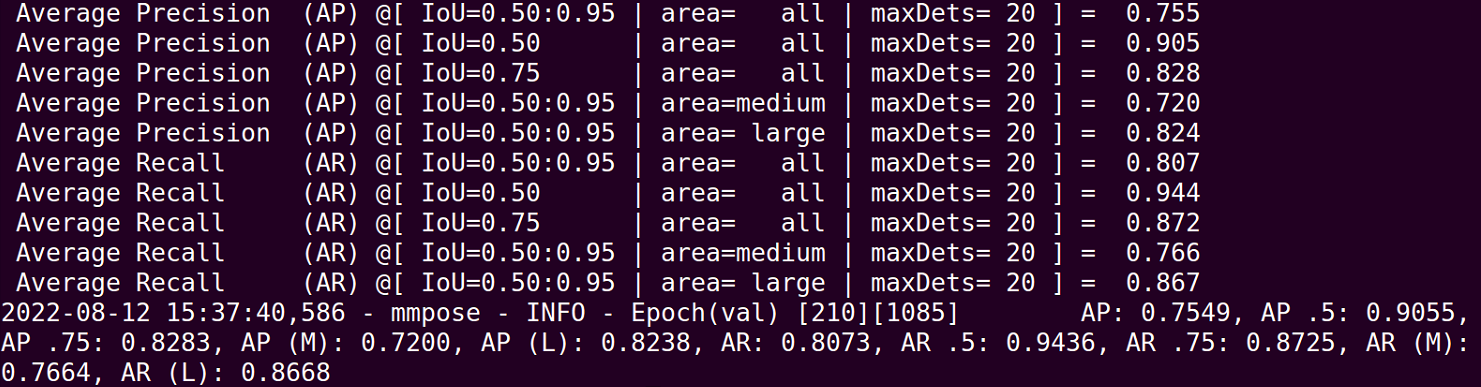 Average Precision  (AP) @[ IoU=0.50:0.95 | area=   all | maxDets= 20 ] =  0.755
Average Precision  (AP) @[ IoU=0.50      | area=   all | maxDets= 20 ] =  0.905
Average Precision  (AP) @[ IoU=0.75      | area=   all | maxDets= 20 ] =  0.828
Average Precision  (AP) @[ IoU=0.50:0.95 | area=medium | maxDets= 20 ] =  0.720
Average Precision  (AP) @[ IoU=0.50:0.95 | area= large | maxDets= 20 ] =  0.824
Average Recall     (AR) @[ IoU=0.50:0.95 | area=   all | maxDets= 20 ] =  0.807
Average Recall     (AR) @[ IoU=0.50      | area=   all | maxDets= 20 ] =  0.944
Average Recall     (AR) @[ IoU=0.75      | area=   all | maxDets= 20 ] =  0.872
Average Recall     (AR) @[ IoU=0.50:0.95 | area=medium | maxDets= 20 ] =  0.766
Average Recall     (AR) @[ IoU=0.50:0.95 | area= large | maxDets= 20 ] =  0.867
2022-08-12 15:37:40,586 - mmpose - INFO - Epoch(val) [210][1085]        AP: 0.7549, AP .5: 0.9055,
AP .75: 0.8283, AP (M): 0.7200, AP (L): 0.8238, AR: 0.8073, AR .5: 0.9436, AR .75: 0.8725, AR (M):
0.7664, AR (L): 0.8668